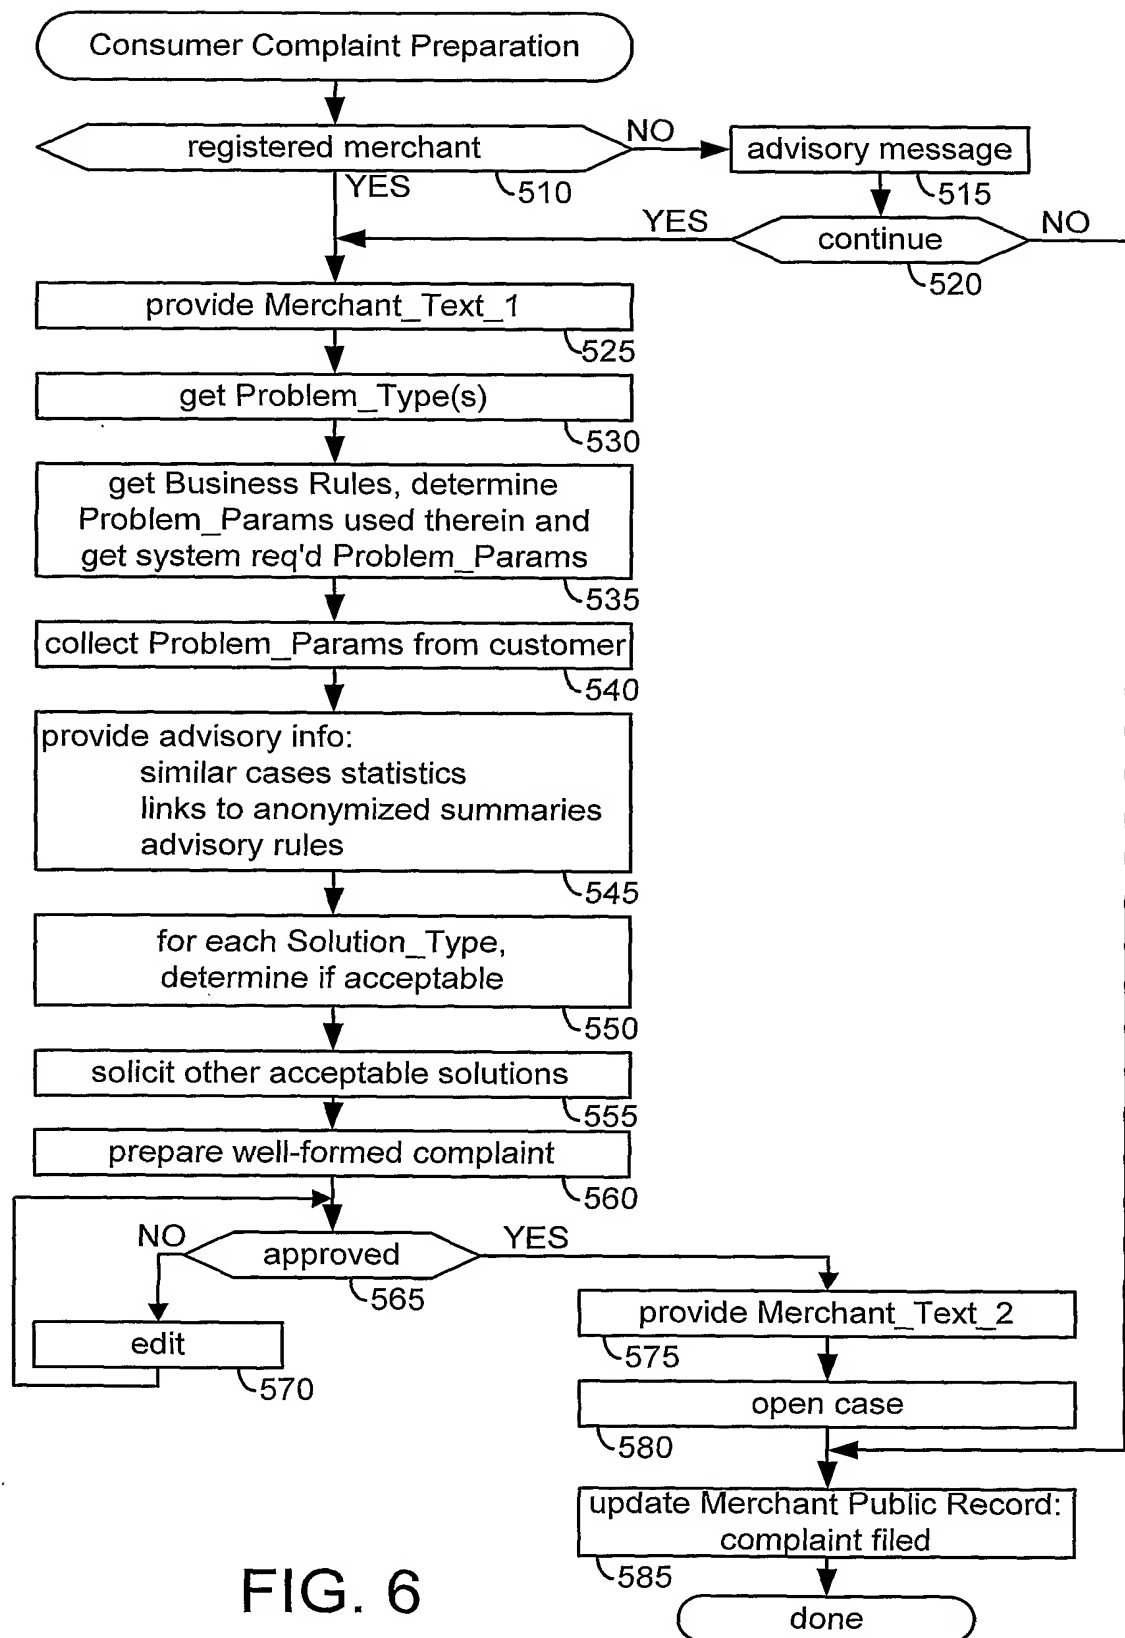 Consumer Complaint Preparation
registered merchant
NO
advisory message
510
YES
515
YES
continue
NO
520
provide Merchant_Text_1
525
get Problem_Type(s)
530
get Business Rules, determine
Problem_Params used therein and
get system req'd Problem_Params
535
collect Problem_Params from customer
540
provide advisory info:
similar cases statistics
links to anonymized summaries
advisory rules
545
for each Solution_Type,
determine if acceptable
550
solicit other acceptable solutions
555
prepare well-formed complaint
560
NO
approved
YES
565
edit
570
provide Merchant_Text_2
575
open case
580
update Merchant Public Record:
complaint filed
585
done
FIG. 6